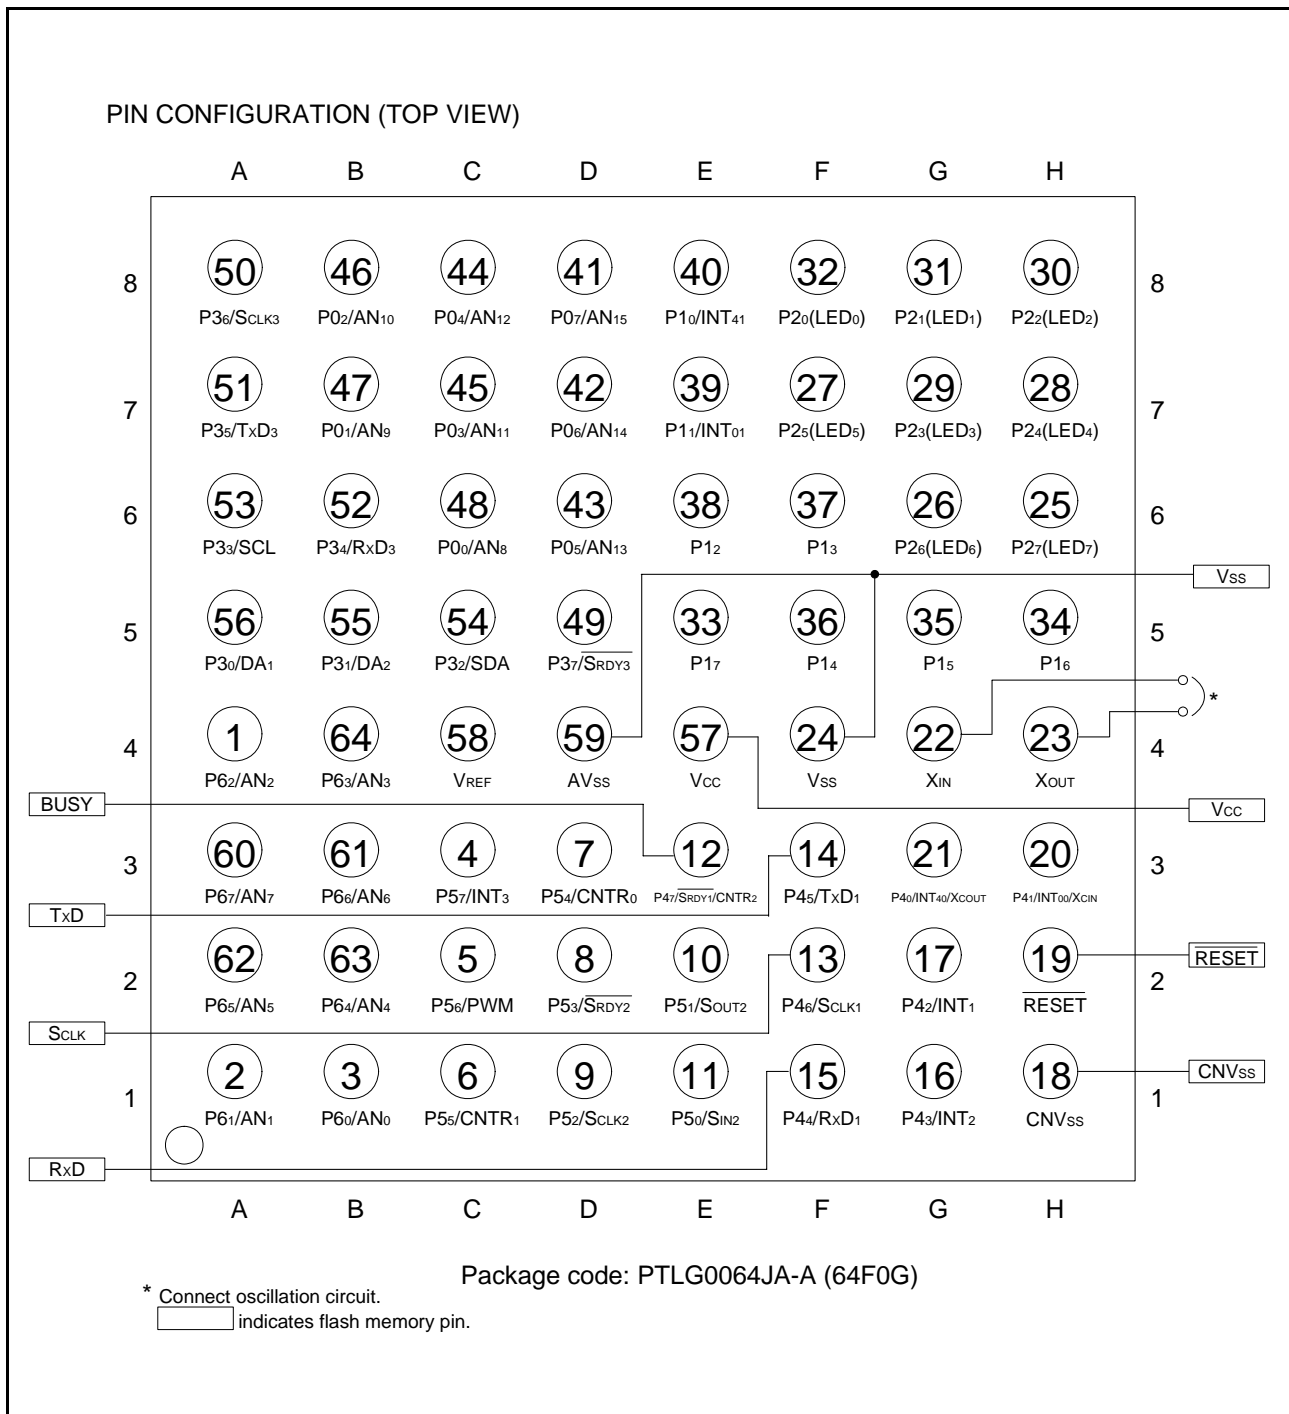 PIN CONFIGURATION (TOP VIEW)
A B C D E F G H
8 50 46 44 41 40 32 31 30 8
P36/SCLK3 P02/AN10 P04/AN12 P07/AN15 P10/INT41 P20(LED0) P21(LED1) P22(LED2)
7 51 47 45 42 39 27 29 28 7
P35/TxD3 P01/AN9 P03/AN11 P06/AN14 P11/INT01 P25(LED5) P23(LED3) P24(LED4)
6 53 52 48 43 38 37 26 25 6
P33/SCL P34/RxD3 P00/AN8 P05/AN13 P12 P13 P26(LED6) P27(LED7)
Vss
5 56 55 54 49 33 36 35 34 5
P30/DA1 P31/DA2 P32/SDA P37/SRDY3 P17 P14 P15 P16
*
4 1 64 58 59 57 24 22 23 4
P62/AN2 P63/AN3 VREF AVSS VCC VSS XIN XOUT
BUSY
Vcc
3 60 61 4 7 12 14 21 20 3
P67/AN7 P66/AN6 P57/INT3 P54/CNTR0 P47/SRDY1/CNTR2 P45/TxD1 P40/INT40/XCOUT P41/INT00/XCIN
TxD
2 62 63 5 8 10 13 17 19 2
RESET
P65/AN5 P64/AN4 P56/PWM P53/SRDY2 P51/SOUT2 P46/SCLK1 P42/INT1 RESET
SCLK
1 2 3 6 9 11 15 16 18 1
CNVss
P61/AN1 P60/AN0 P55/CNTR1 P52/SCLK2 P50/SIN2 P44/RxD1 P43/INT2 CNVSS
RxD
A B C D E F G H
Package code: PTLG0064JA-A (64F0G)
* Connect oscillation circuit.
indicates flash memory pin.